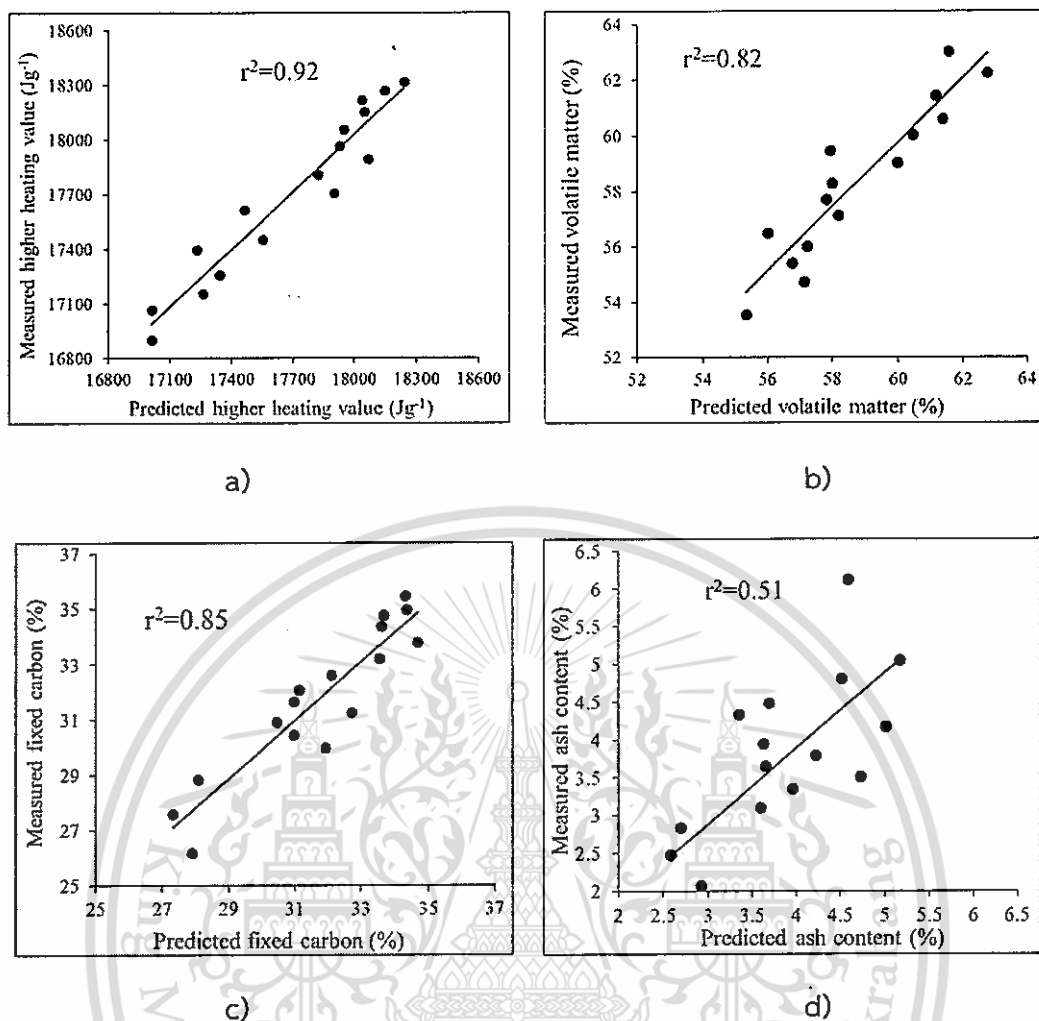 18600
18300
18000
17700
17400
17100
16800
Measured higher heating value (Jg-1)
r²=0.92
16800 17100 17400 17700 18000 18300 18600
Predicted higher heating value (Jg-1)
a)
64
62
60
58
56
54
52
Measured volatile matter (%)
r²=0.82
52 54 56 58 60 62 64
Predicted volatile matter (%)
b)
37
35
33
31
29
27
25
Measured fixed carbon (%)
r²=0.85
25 27 29 31 33 35 37
Predicted fixed carbon (%)
c)
6.5
6
5.5
5
4.5
4
3.5
3
2.5
2
Measured ash content (%)
r²=0.51
2 2.5 3 3.5 4 4.5 5 5.5 6 6.5
Predicted ash content (%)
d)